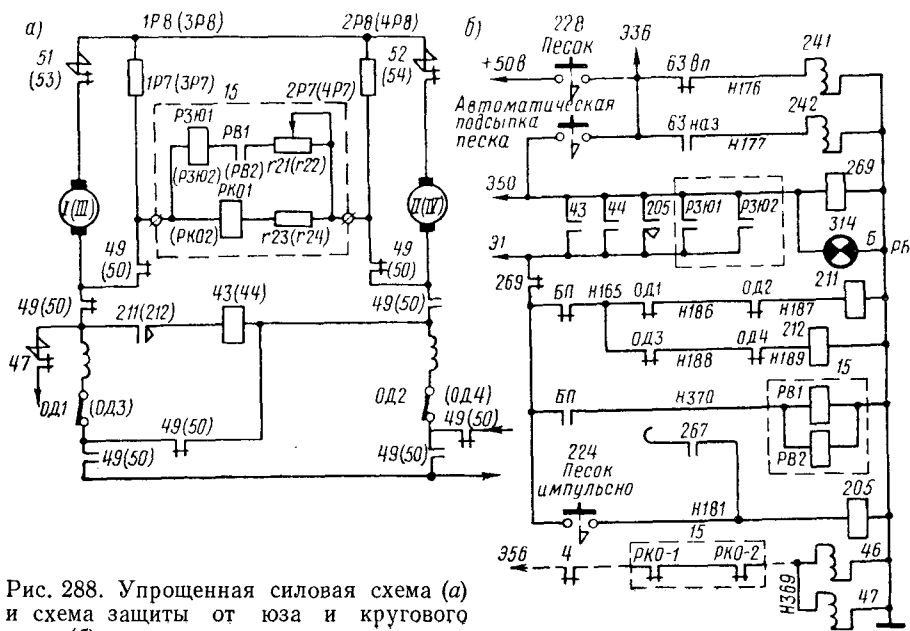 а)
1Р8 (3Р8)
2Р8(4Р8)
51
(53)
52
(54)
1Р7(3Р7)
15
2Р7(4Р7)
РЗЮ1
РВ1
(РЗЮ2)
(РВ2)
r21(r22)
РКО1
(РКО2)
r23(r24)
I(III)
II(IV)
49
(50)
49
(50)
49(50)
49(50)
211(212)
43(44)
47
ОД1
(ОД3)
ОД2
(ОД4)
49(50)
49(50)
49(50)
49(50)
б)
228
Песок
Э36
241
+50В
63 вп
Н176
Автоматическая
подсыпка
песка
242
63 наз
Н177
269
Э50
43
44
205
РЗЮ1
РЗЮ2
314
Б
РБ
Э1
269
БП
Н165
ОД1
Н186
ОД2
Н187
211
212
ОД3
Н188
ОД4
Н189
15
БП
Н370
РВ1
РВ2
267
224
Песок
импульсно
Н181
205
15
Э56
4
РКО-1
РКО-2
46
Н369
47
Рис. 288. Упрощенная силовая схема (а)
и схема защиты от юза и кругового